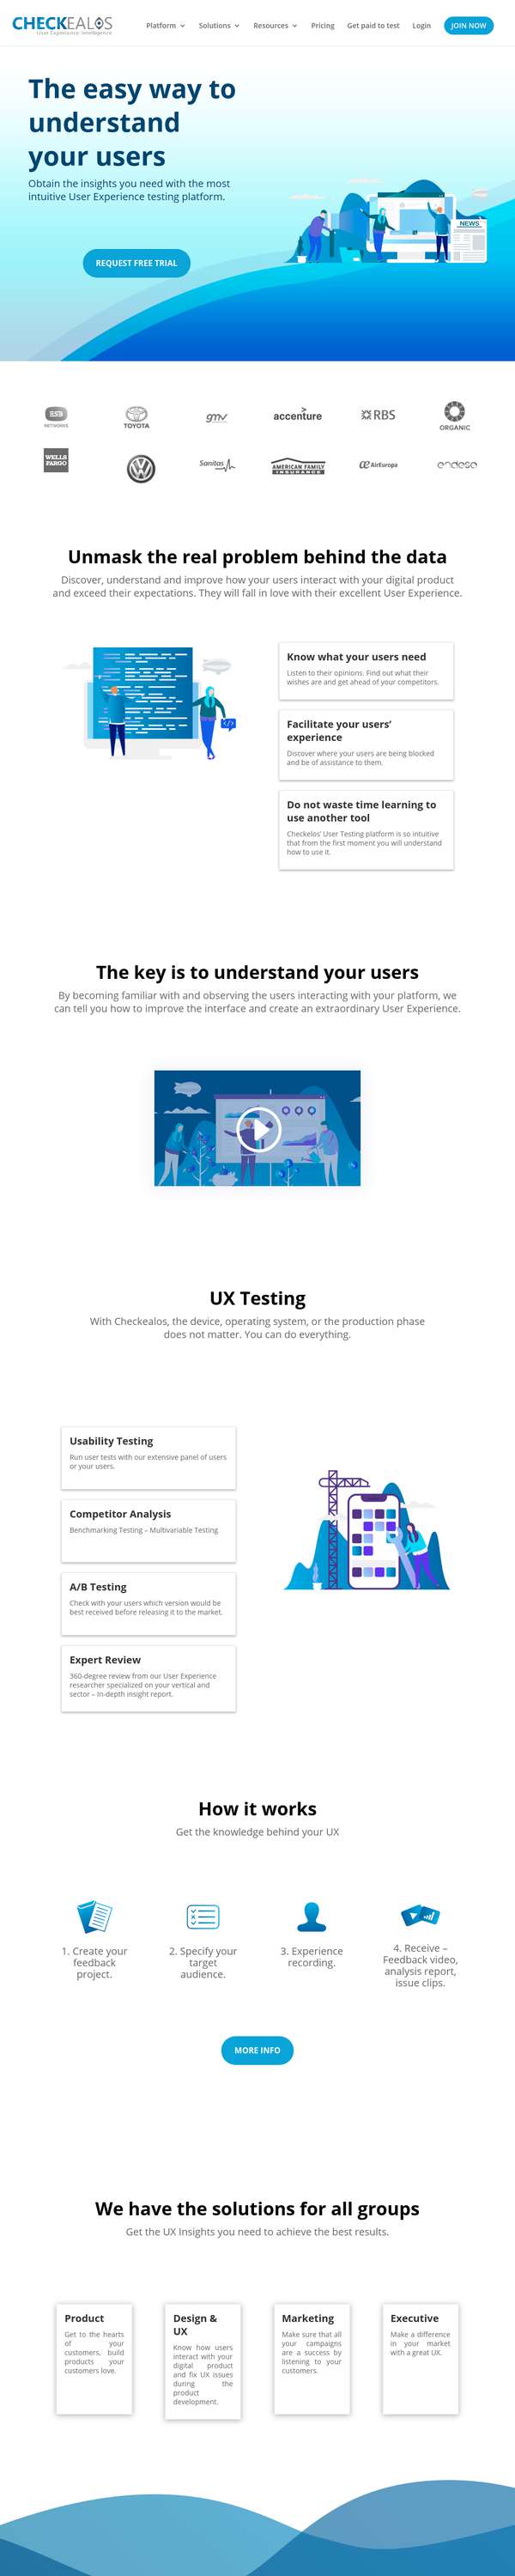 CHECKEALOS
User Experience Intelligence
Platform
Solutions
Resources
Pricing
Get paid to test
Login
JOIN NOW
The easy way to
understand
your users
Obtain the insights you need with the most
intuitive User Experience testing platform.
NEWS
REQUEST FREE TRIAL
NETWORKS
TOYOTA
gmv
accenture
RBS
ORGANIC
WELLS
FARGO
Sanitas
AMERICAN FAMILY
INSURANCE
AirEuropa
endesa
Unmask the real problem behind the data
Discover, understand and improve how your users interact with your digital product
and exceed their expectations. They will fall in love with their excellent User Experience.
</>
Know what your users need
Listen to their opinions. Find out what their
wishes are and get ahead of your competitors.
Facilitate your users’
experience
Discover where your users are being blocked
and be of assistance to them.
Do not waste time learning to
use another tool
Checkealos’ User Testing platform is so intuitive
that from the first moment you will understand
how to use it.
The key is to understand your users
By becoming familiar with and observing the users interacting with your platform, we
can tell you how to improve the interface and create an extraordinary User Experience.
UX Testing
With Checkealos, the device, operating system, or the production phase
does not matter. You can do everything.
Usability Testing
Run user tests with our extensive panel of users
or your users.
Competitor Analysis
Benchmarking Testing – Multivariable Testing
A/B Testing
Check with your users which version would be
best received before releasing it to the market.
Expert Review
360-degree review from our User Experience
researcher specialized on your vertical and
sector – In-depth insight report.
How it works
Get the knowledge behind your UX
1. Create your
feedback
project.
2. Specify your
target
audience.
3. Experience
recording.
4. Receive –
Feedback video,
analysis report,
issue clips.
MORE INFO
We have the solutions for all groups
Get the UX Insights you need to achieve the best results.
Product
Get to the hearts
of your
customers, build
products your
customers love.
Design &
UX
Know how users
interact with your
digital product
and fix UX issues
during the
product
development.
Marketing
Make sure that all
your campaigns
are a success by
listening to your
customers.
Executive
Make a difference
in your market
with a great UX.